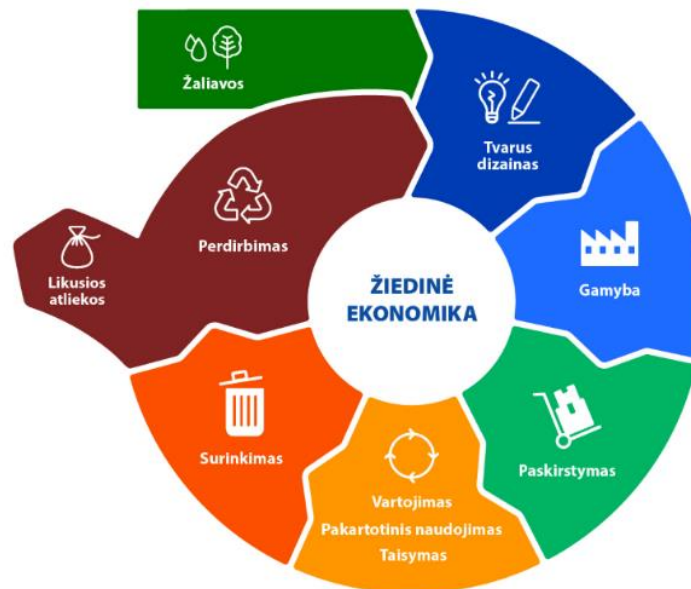 Žaliavos
Tvarus
dizainas
Gamyba
Paskirstymas
Vartojimas
Pakartotinis naudojimas
Taisymas
Surinkimas
Perdirbimas
Likusios
atliekos
ŽIEDINĖ
EKONOMIKA